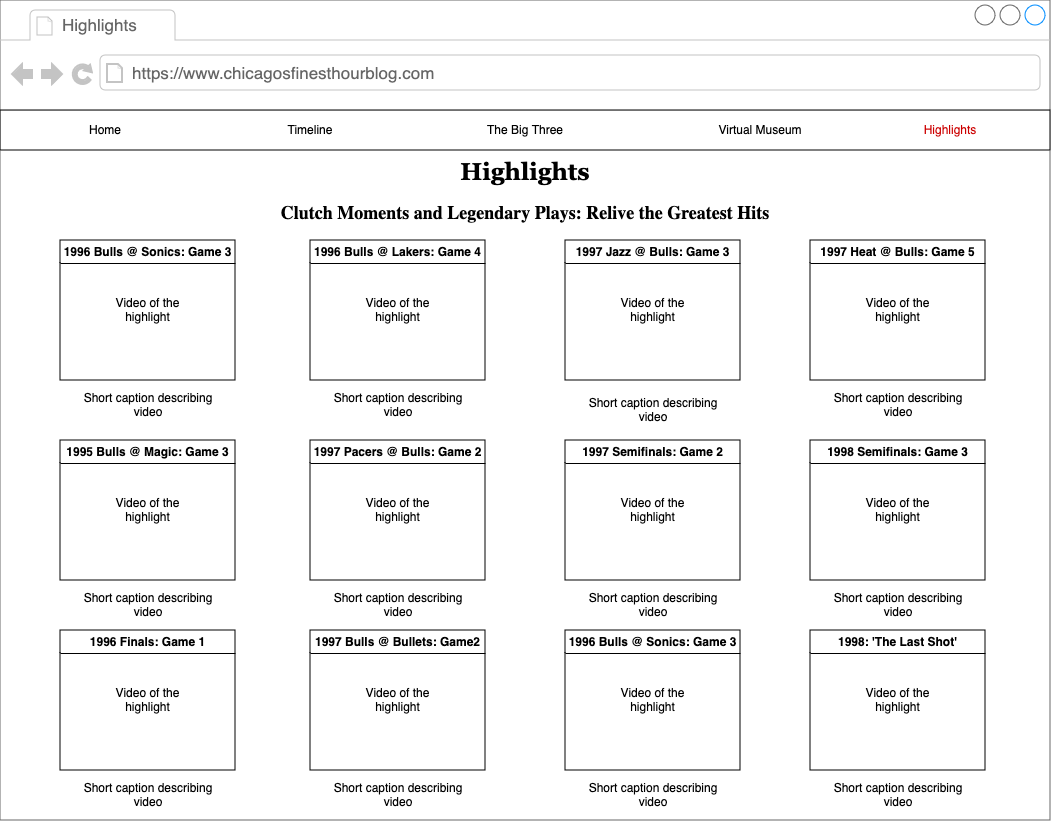 Highlights
https://www.chicagosfinesthourblog.com
Home Timeline The Big Three Virtual Museum Highlights
Highlights
Clutch Moments and Legendary Plays: Relive the Greatest Hits
1996 Bulls @ Sonics: Game 3
Video of the
highlight
Short caption describing
video
1996 Bulls @ Lakers: Game 4
Video of the
highlight
Short caption describing
video
1997 Jazz @ Bulls: Game 3
Video of the
highlight
Short caption describing
video
1997 Heat @ Bulls: Game 5
Video of the
highlight
Short caption describing
video
1995 Bulls @ Magic: Game 3
Video of the
highlight
Short caption describing
video
1997 Pacers @ Bulls: Game 2
Video of the
highlight
Short caption describing
video
1997 Semifinals: Game 2
Video of the
highlight
Short caption describing
video
1998 Semifinals: Game 3
Video of the
highlight
Short caption describing
video
1996 Finals: Game 1
Video of the
highlight
Short caption describing
video
1997 Bulls @ Bullets: Game2
Video of the
highlight
Short caption describing
video
1996 Bulls @ Sonics: Game 3
Video of the
highlight
Short caption describing
video
1998: 'The Last Shot'
Video of the
highlight
Short caption describing
video